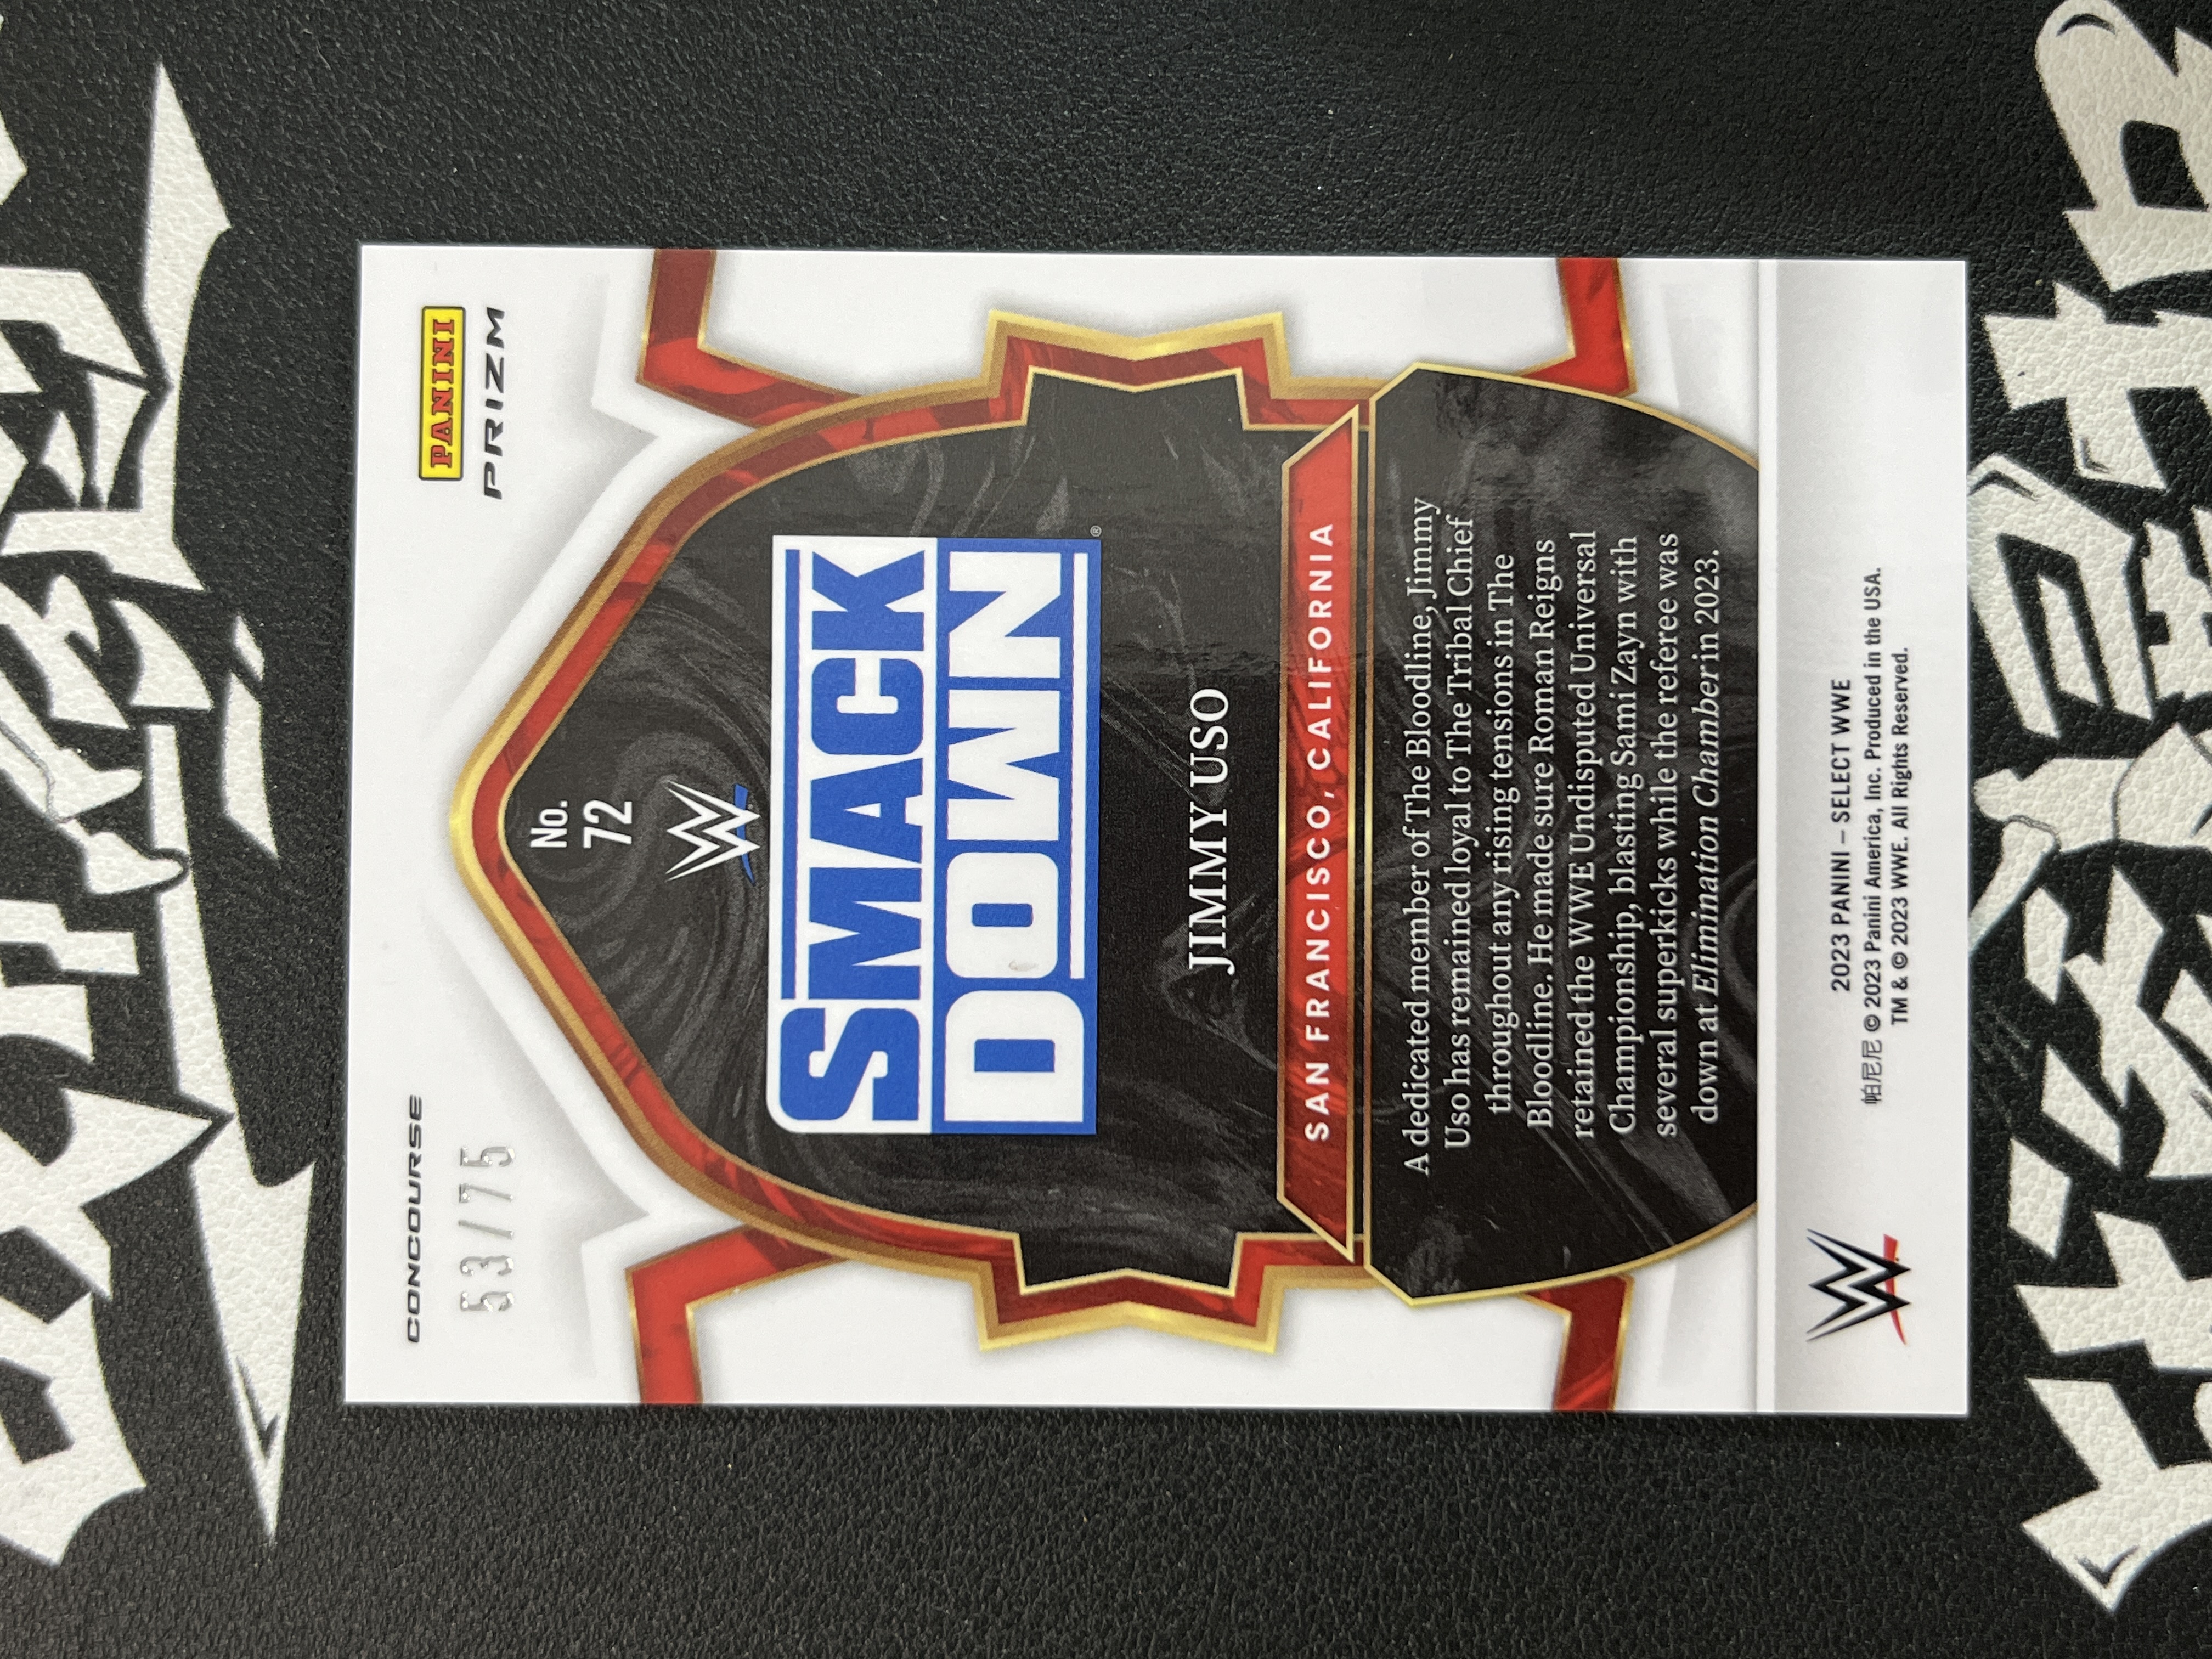 CONCOURSE
53/75
PANINI
PRIZM
No.
72
W
SMACK
DOWN
®
JIMMY USO
SAN FRANCISCO, CALIFORNIA
A dedicated member of The Bloodline, Jimmy
Uso has remained loyal to The Tribal Chief
throughout any rising tensions in The
Bloodline. He made sure Roman Reigns
retained the WWE Undisputed Universal
Championship, blasting Sami Zayn with
several superkicks while the referee was
down at Elimination Chamber in 2023.
W
2023 PANINI – SELECT WWE
帕尼尼 © 2023 Panini America, Inc. Produced in the USA.
TM & © 2023 WWE. All Rights Reserved.